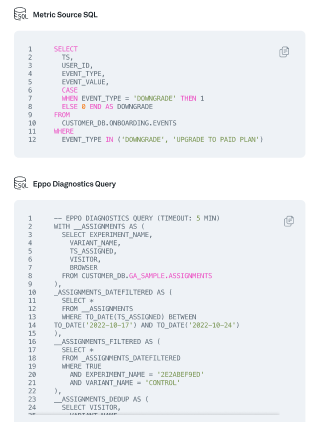 SQL Metric Source SQL
1 SELECT
2 TS,
3 USER_ID,
4 EVENT_TYPE,
5 EVENT_VALUE,
6 CASE
7 WHEN EVENT_TYPE = 'DOWNGRADE' THEN 1
8 ELSE 0 END AS DOWNGRADE
9 FROM
10 CUSTOMER_DB.ONBOARDING.EVENTS
11 WHERE
12 EVENT_TYPE IN ('DOWNGRADE', 'UPGRADE TO PAID PLAN')
SQL Eppo Diagnostics Query
1 -- EPPO DIAGNOSTICS QUERY (TIMEOUT: 5 MIN)
2 WITH __ASSIGNMENTS AS (
3 SELECT EXPERIMENT_NAME,
4 VARIANT_NAME,
5 TS_ASSIGNED,
6 VISITOR,
7 BROWSER
8 FROM CUSTOMER_DB.GA_SAMPLE.ASSIGNMENTS
9 ),
10 _ASSIGNMENTS_DATEFILTERED AS (
11 SELECT *
12 FROM __ASSIGNMENTS
13 WHERE TO_DATE(TS_ASSIGNED) BETWEEN
14 TO_DATE('2022-10-17') AND TO_DATE('2022-10-24')
15 ),
16 __ASSIGNMENTS_FILTERED AS (
17 SELECT *
18 FROM _ASSIGNMENTS_DATEFILTERED
19 WHERE TRUE
20 AND EXPERIMENT_NAME = '2E2ABEF9ED'
21 AND VARIANT_NAME = 'CONTROL'
22 ),
23 __ASSIGNMENTS_DEDUP AS (
24 SELECT VISITOR,
25 VARIANT_NAME